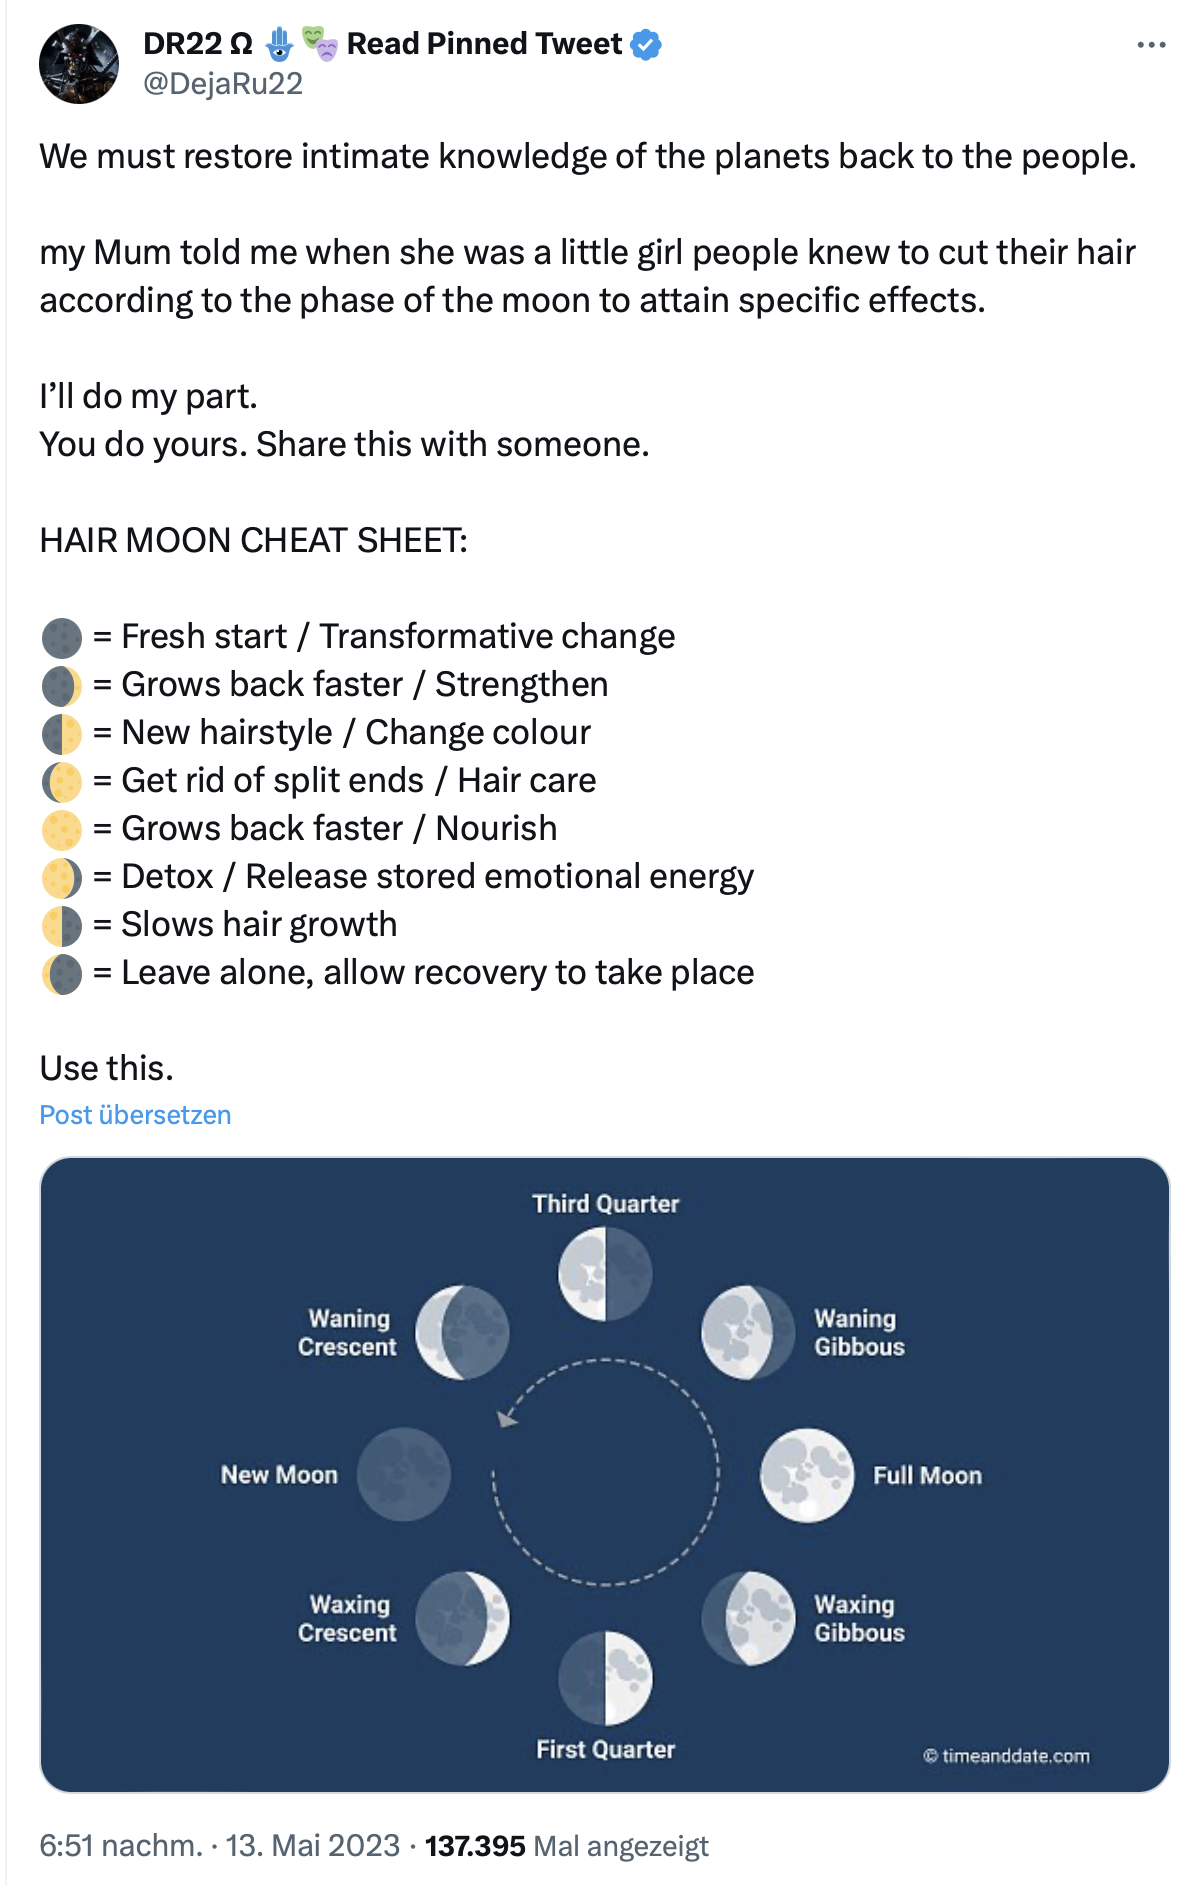 DR22 Ω 🪬🎭 Read Pinned Tweet
@DejaRu22
We must restore intimate knowledge of the planets back to the people.
my Mum told me when she was a little girl people knew to cut their hair
according to the phase of the moon to attain specific effects.
I’ll do my part.
You do yours. Share this with someone.
HAIR MOON CHEAT SHEET:
🌑 = Fresh start / Transformative change
🌒 = Grows back faster / Strengthen
🌓 = New hairstyle / Change colour
🌔 = Get rid of split ends / Hair care
🌕 = Grows back faster / Nourish
🌖 = Detox / Release stored emotional energy
🌗 = Slows hair growth
🌘 = Leave alone, allow recovery to take place
Use this.
Post übersetzen
Third Quarter
Waning
Crescent
Waning
Gibbous
New Moon
Full Moon
Waxing
Crescent
Waxing
Gibbous
First Quarter
© timeanddate.com
6:51 nachm. · 13. Mai 2023 · 137.395 Mal angezeigt